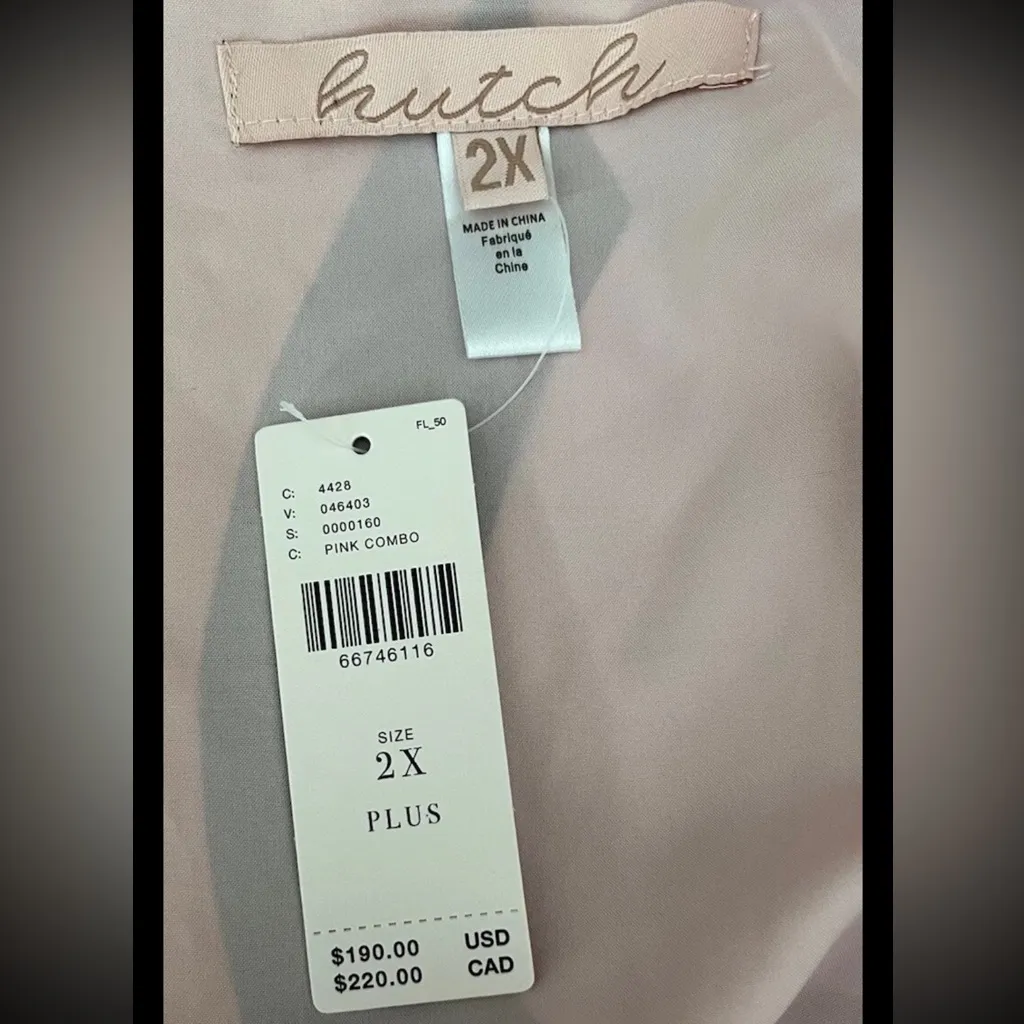 hutch
2X
MADE IN CHINA
Fabriqué
en la
Chine
FL_50
C: 4428
V: 046403
S: 0000160
C: PINK COMBO
66746116
SIZE
2X
PLUS
$190.00 USD
$220.00 CAD